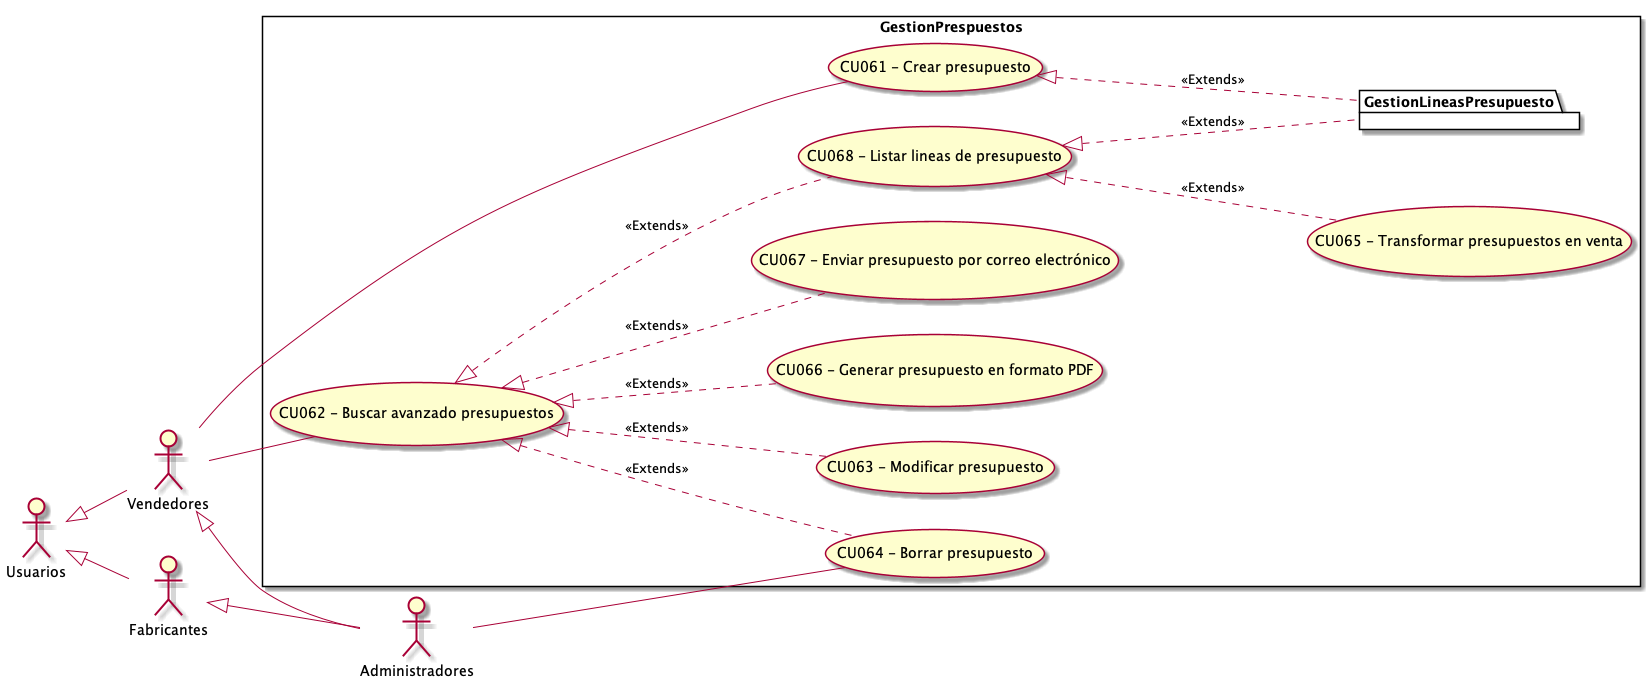 GestionPrespuestos
CU061 – Crear presupuesto
«Extends»
GestionLineasPresupuesto
«Extends»
CU068 – Listar lineas de presupuesto
«Extends»
«Extends»
CU065 – Transformar presupuestos en venta
CU067 – Enviar presupuesto por correo electrónico
«Extends»
CU066 – Generar presupuesto en formato PDF
«Extends»
CU062 – Buscar avanzado presupuestos
«Extends»
CU063 – Modificar presupuesto
«Extends»
Vendedores
CU064 – Borrar presupuesto
Usuarios
Fabricantes
Administradores